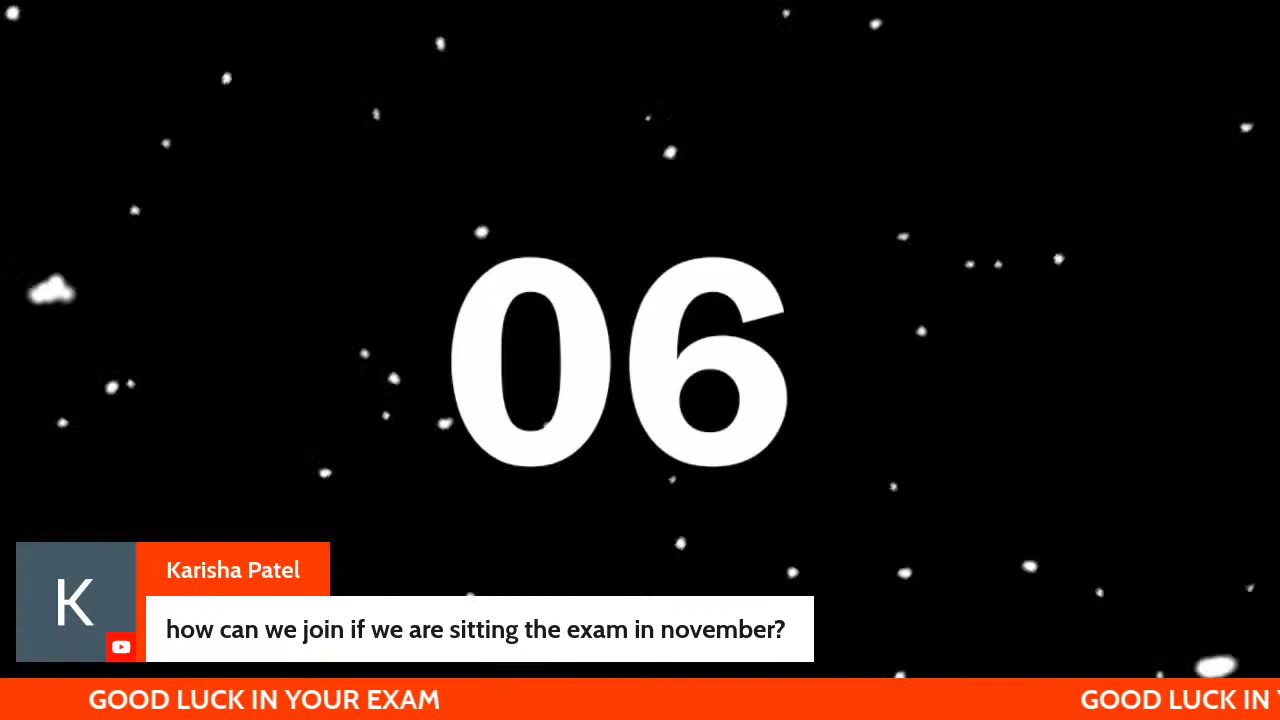 06
K
Karisha Patel
how can we join if we are sitting the exam in november?
GOOD LUCK IN YOUR EXAM
GOOD LUCK IN